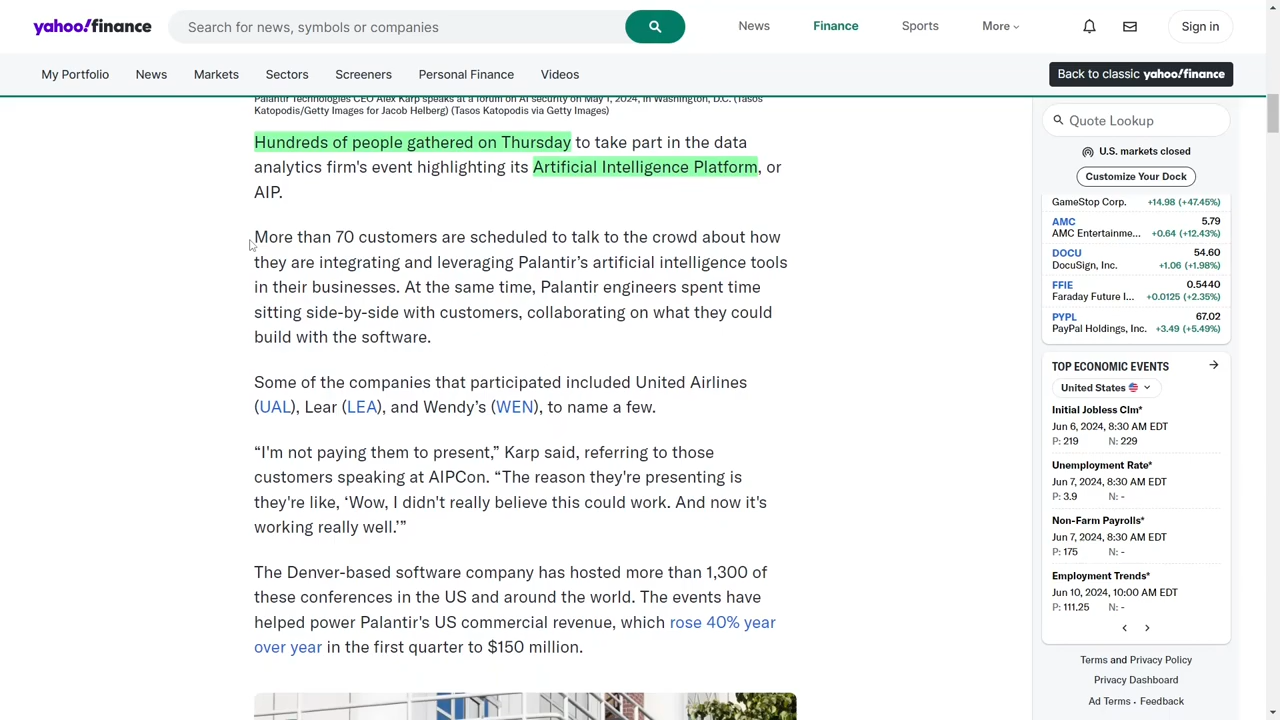 yahoo!finance
Search for news, symbols or companies
News
Finance
Sports
More
Sign in
My Portfolio
News
Markets
Sectors
Screeners
Personal Finance
Videos
Back to classic yahoo!finance
Palantir Technologies CEO Alex Karp speaks at a forum on AI security on May 1, 2024, in Washington, D.C. (Tasos
Katopodis/Getty Images for Jacob Helberg) (Tasos Katopodis via Getty Images)
Hundreds of people gathered on Thursday to take part in the data
analytics firm's event highlighting its Artificial Intelligence Platform, or
AIP.
More than 70 customers are scheduled to talk to the crowd about how
they are integrating and leveraging Palantir’s artificial intelligence tools
in their businesses. At the same time, Palantir engineers spent time
sitting side-by-side with customers, collaborating on what they could
build with the software.
Some of the companies that participated included United Airlines
(UAL), Lear (LEA), and Wendy’s (WEN), to name a few.
“I'm not paying them to present,” Karp said, referring to those
customers speaking at AIPCon. “The reason they're presenting is
they're like, ‘Wow, I didn't really believe this could work. And now it's
working really well.’”
The Denver-based software company has hosted more than 1,300 of
these conferences in the US and around the world. The events have
helped power Palantir's US commercial revenue, which rose 40% year
over year in the first quarter to $150 million.
Quote Lookup
U.S. markets closed
Customize Your Dock
GameStop Corp. +14.98 (+47.45%)
AMC 5.79
AMC Entertainme... +0.64 (+12.43%)
DOCU 54.60
DocuSign, Inc. +1.06 (+1.98%)
FFIE 0.5440
Faraday Future I... +0.0125 (+2.35%)
PYPL 67.02
PayPal Holdings, Inc. +3.49 (+5.49%)
TOP ECONOMIC EVENTS
United States
Initial Jobless Clm*
Jun 6, 2024, 8:30 AM EDT
P: 219 N: 229
Unemployment Rate*
Jun 7, 2024, 8:30 AM EDT
P: 3.9 N: -
Non-Farm Payrolls*
Jun 7, 2024, 8:30 AM EDT
P: 175 N: -
Employment Trends*
Jun 10, 2024, 10:00 AM EDT
P: 111.25 N: -
Terms and Privacy Policy
Privacy Dashboard
Ad Terms • Feedback